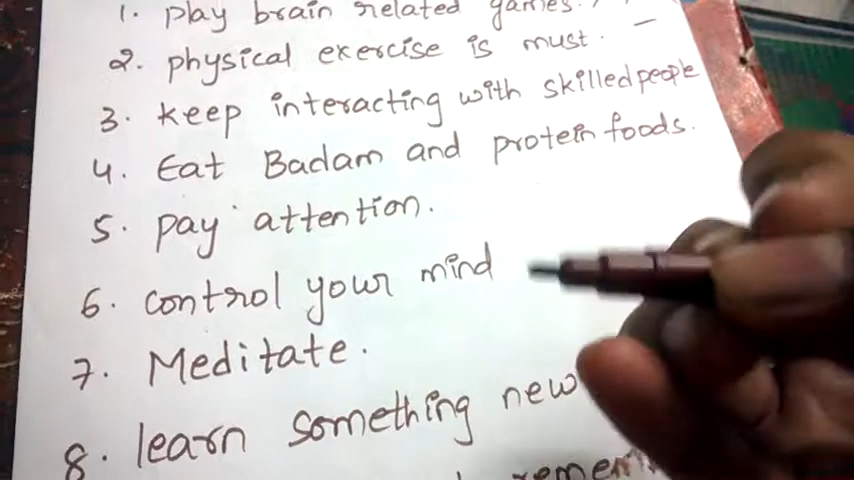 1. play brain related games.
2. physical exercise is must.
3. keep interacting with skilled people
4. Eat Badam and protein foods.
5. pay attention.
6. control your mind
7. Meditate.
8. learn something new